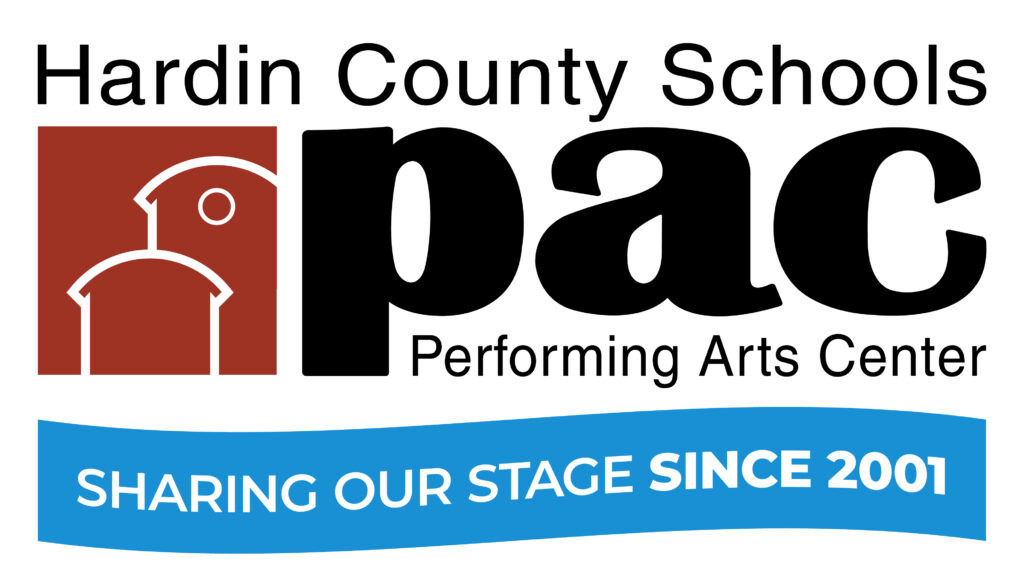 Hardin County Schools
pac
Performing Arts Center
SHARING OUR STAGE SINCE 2001